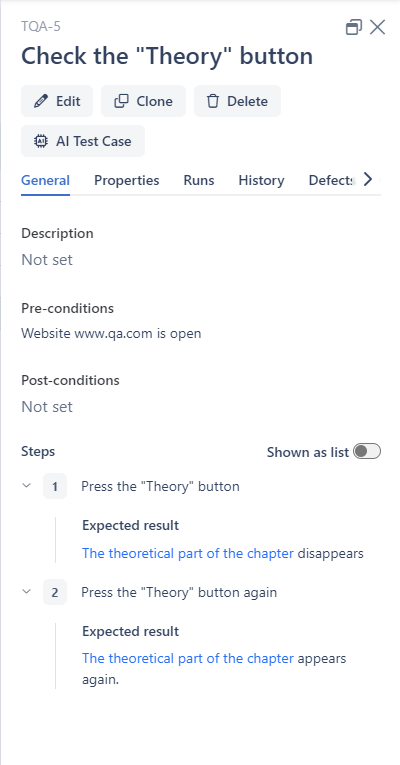 TQA-5
Check the "Theory" button
Edit
Clone
Delete
AI Test Case
General
Properties
Runs
History
Defects
Description
Not set
Pre-conditions
Website www.qa.com is open
Post-conditions
Not set
Steps
Shown as list
1
Press the "Theory" button
Expected result
The theoretical part of the chapter disappears
2
Press the "Theory" button again
Expected result
The theoretical part of the chapter appears
again.